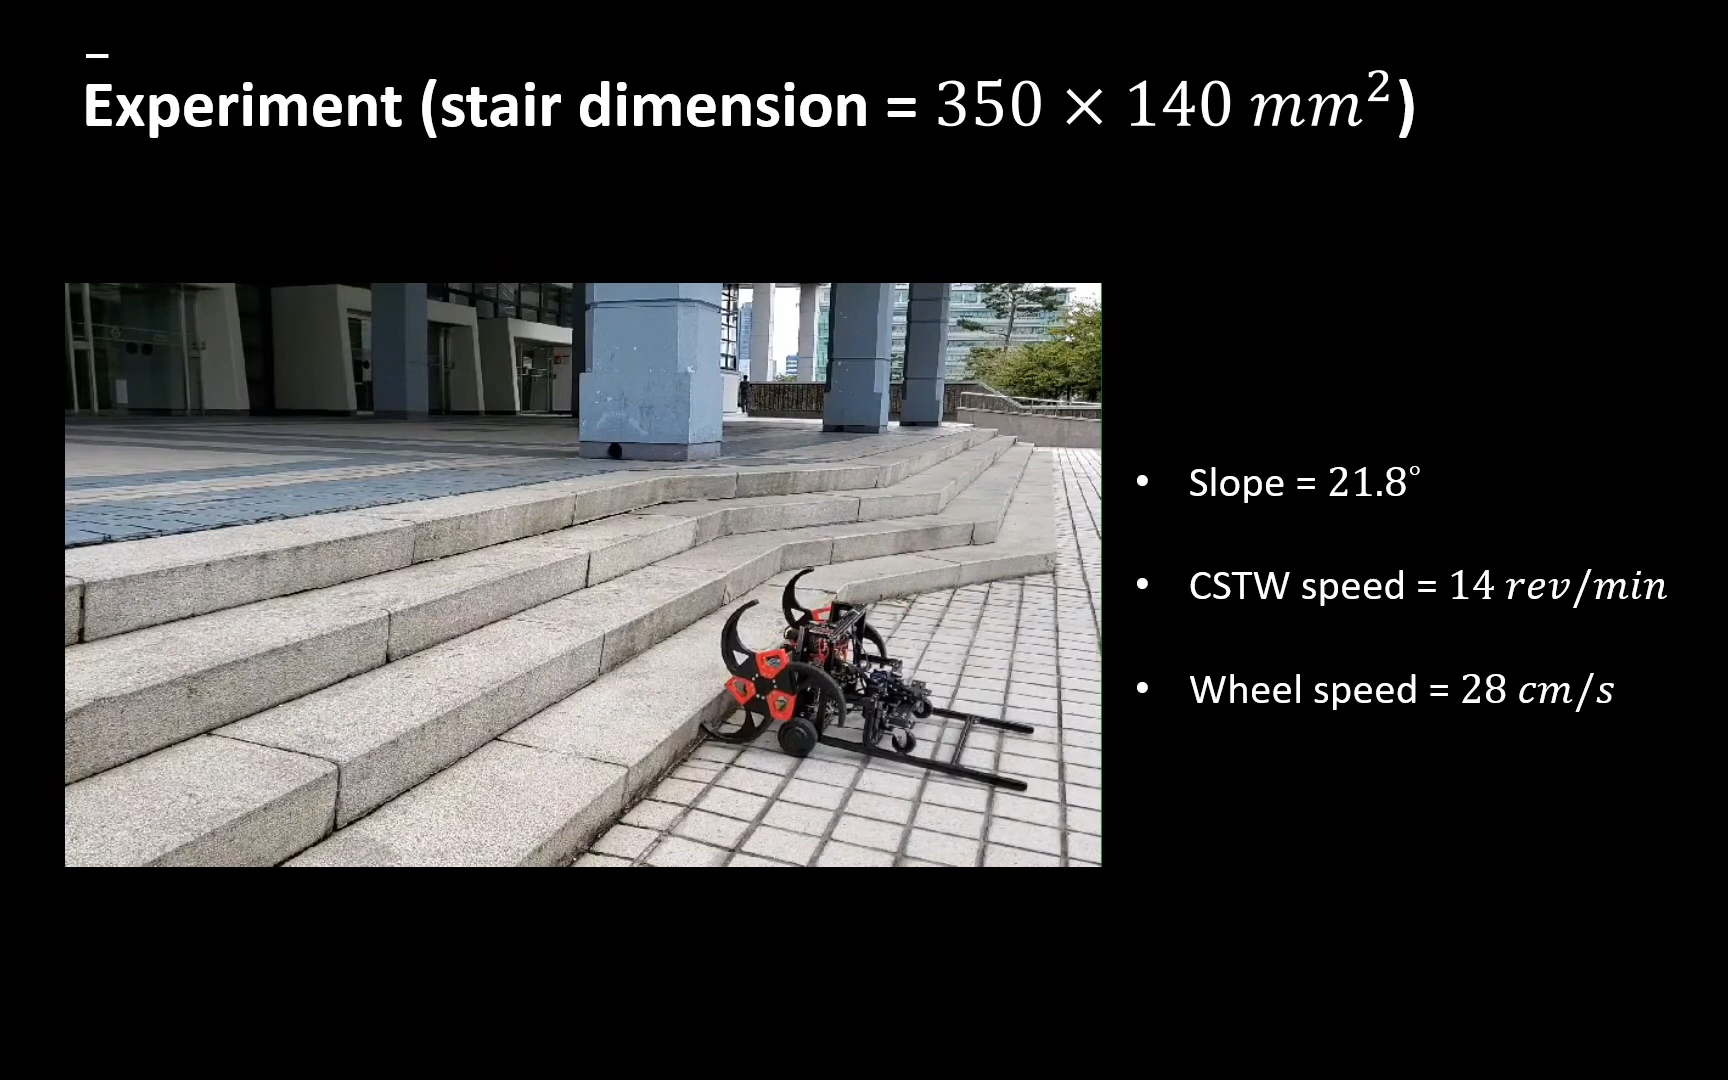 Experiment (stair dimension = 350 × 140 mm²)
• Slope = 21.8°
• CSTW speed = 14 rev/min
• Wheel speed = 28 cm/s